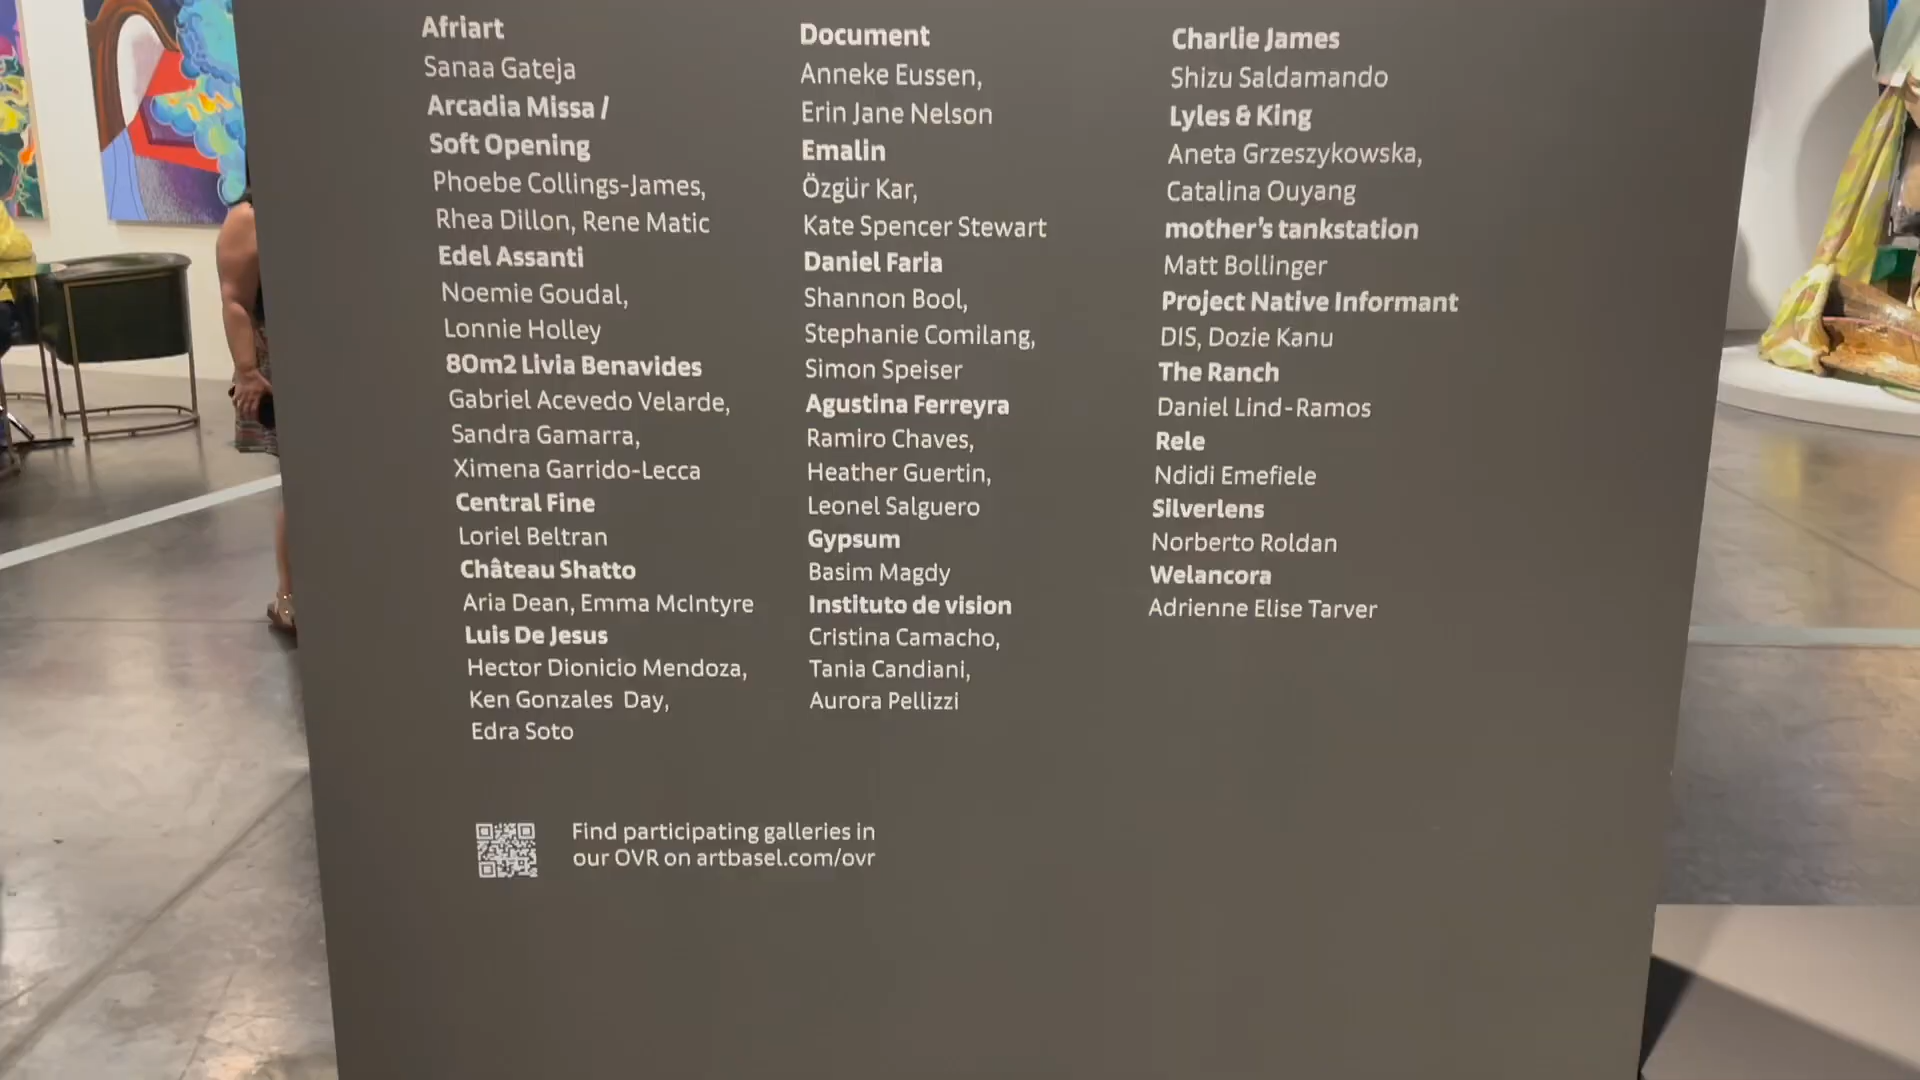 Afriart
Sanaa Gateja
Arcadia Missa /
Soft Opening
Phoebe Collings-James,
Rhea Dillon, Rene Matic
Edel Assanti
Noemie Goudal,
Lonnie Holley
80m2 Livia Benavides
Gabriel Acevedo Velarde,
Sandra Gamarra,
Ximena Garrido-Lecca
Central Fine
Loriel Beltran
Château Shatto
Aria Dean, Emma McIntyre
Luis De Jesus
Hector Dionicio Mendoza,
Ken Gonzales Day,
Edra Soto
Document
Anneke Eussen,
Erin Jane Nelson
Emalin
Özgür Kar,
Kate Spencer Stewart
Daniel Faria
Shannon Bool,
Stephanie Comilang,
Simon Speiser
Agustina Ferreyra
Ramiro Chaves,
Heather Guertin,
Leonel Salguero
Gypsum
Basim Magdy
Instituto de vision
Cristina Camacho,
Tania Candiani,
Aurora Pellizzi
Charlie James
Shizu Saldamando
Lyles & King
Aneta Grzeszykowska,
Catalina Ouyang
mother's tankstation
Matt Bollinger
Project Native Informant
DIS, Dozie Kanu
The Ranch
Daniel Lind-Ramos
Rele
Ndidi Emefiele
Silverlens
Norberto Roldan
Welancora
Adrienne Elise Tarver
Find participating galleries in
our OVR on artbasel.com/ovr